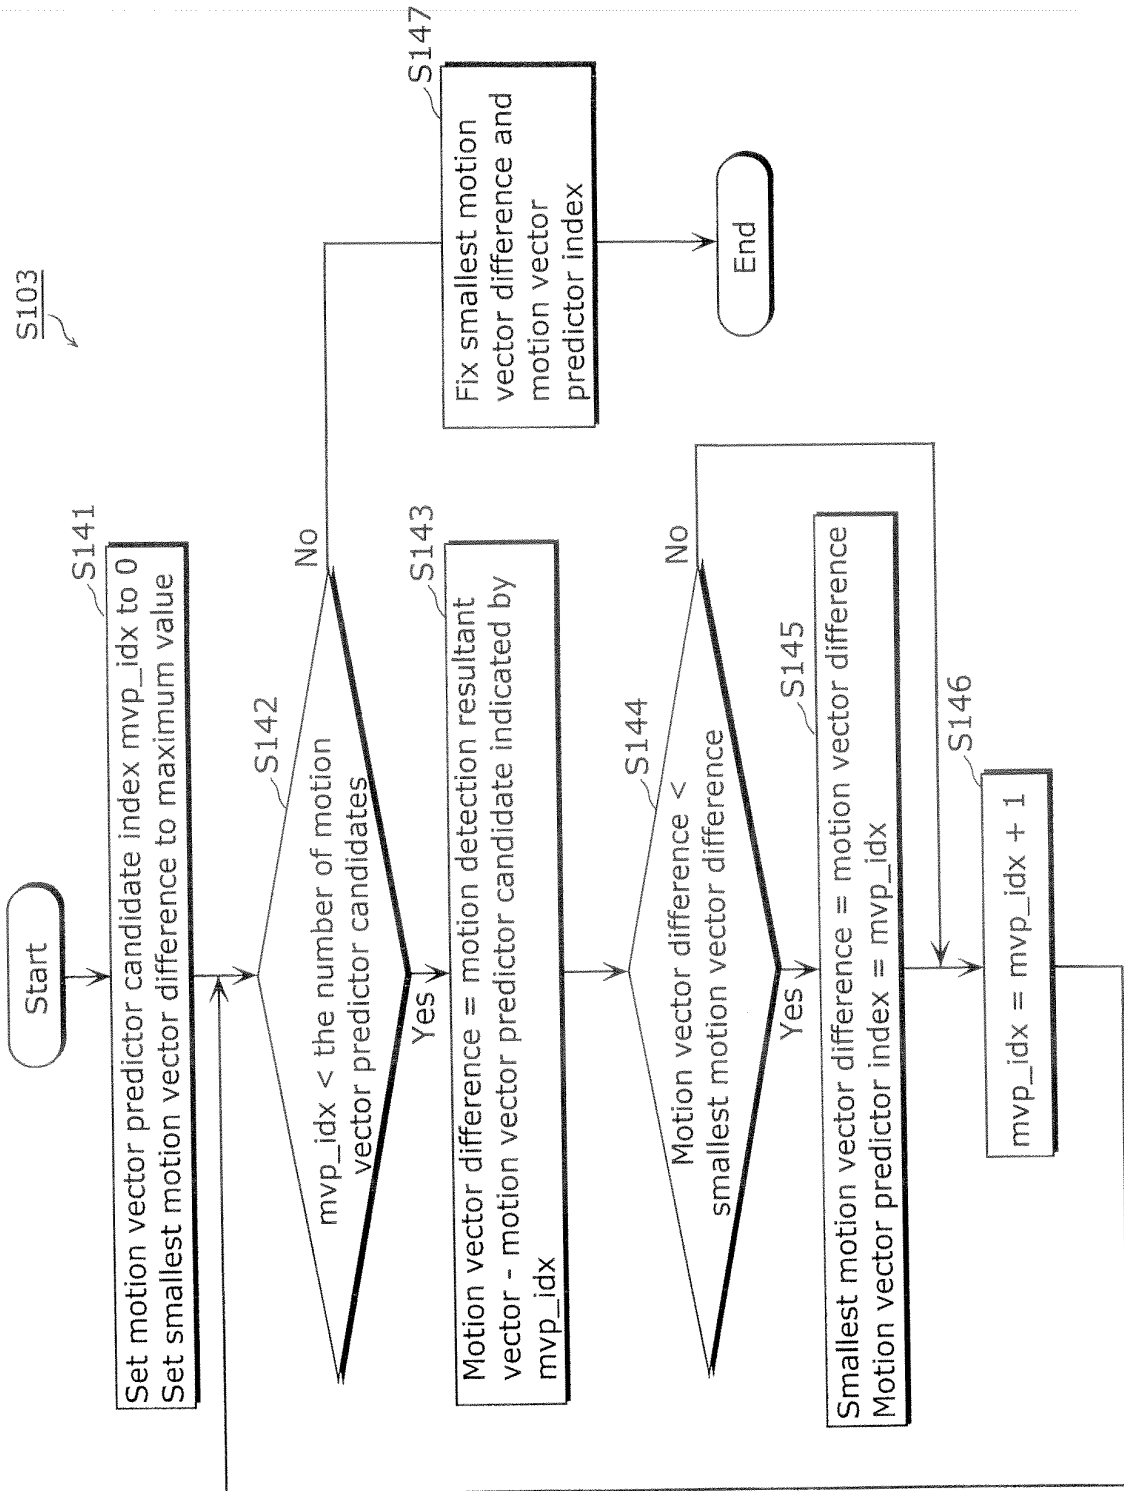 S103
Start
S141
Set motion vector predictor candidate index mvp_idx to 0
Set smallest motion vector difference to maximum value
S142
mvp_idx < the number of motion
vector predictor candidates
No
Yes
S143
Motion vector difference = motion detection resultant
vector - motion vector predictor candidate indicated by
mvp_idx
S144
Motion vector difference <
smallest motion vector difference
No
Yes
S145
Smallest motion vector difference = motion vector difference
Motion vector predictor index = mvp_idx
S146
mvp_idx = mvp_idx + 1
S147
Fix smallest motion
vector difference and
motion vector
predictor index
End